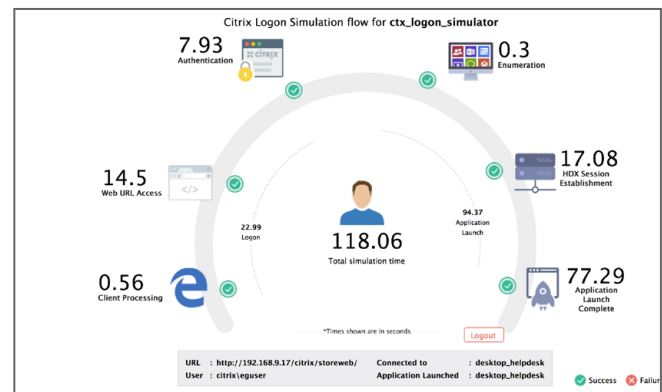 Citrix Logon Simulation flow for ctx_logon_simulator
7.93
Authentication
CITRIX
0.3
Enumeration
14.5
Web URL Access
</>
17.08
HDX Session
Establishment
22.99
Logon
94.37
Application
Launch
118.06
Total simulation time
0.56
Client Processing
77.29
Application
Launch
Complete
*Times shown are in seconds
Logout
URL : http://192.168.9.17/citrix/storeweb/ Connected to : desktop_helpdesk
User : citrix\eguser Application Launched : desktop_helpdesk
Success Failur